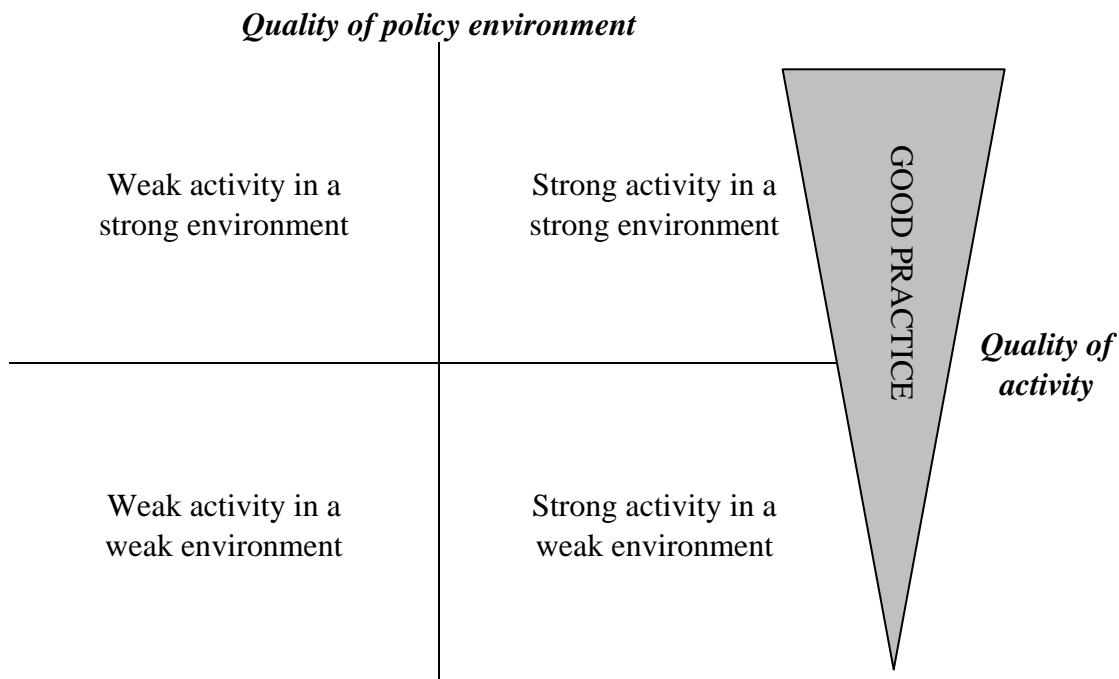 Quality of policy environment
Weak activity in a
strong environment
Strong activity in a
strong environment
GOOD PRACTICE
Quality of
activity
Weak activity in a
weak environment
Strong activity in a
weak environment